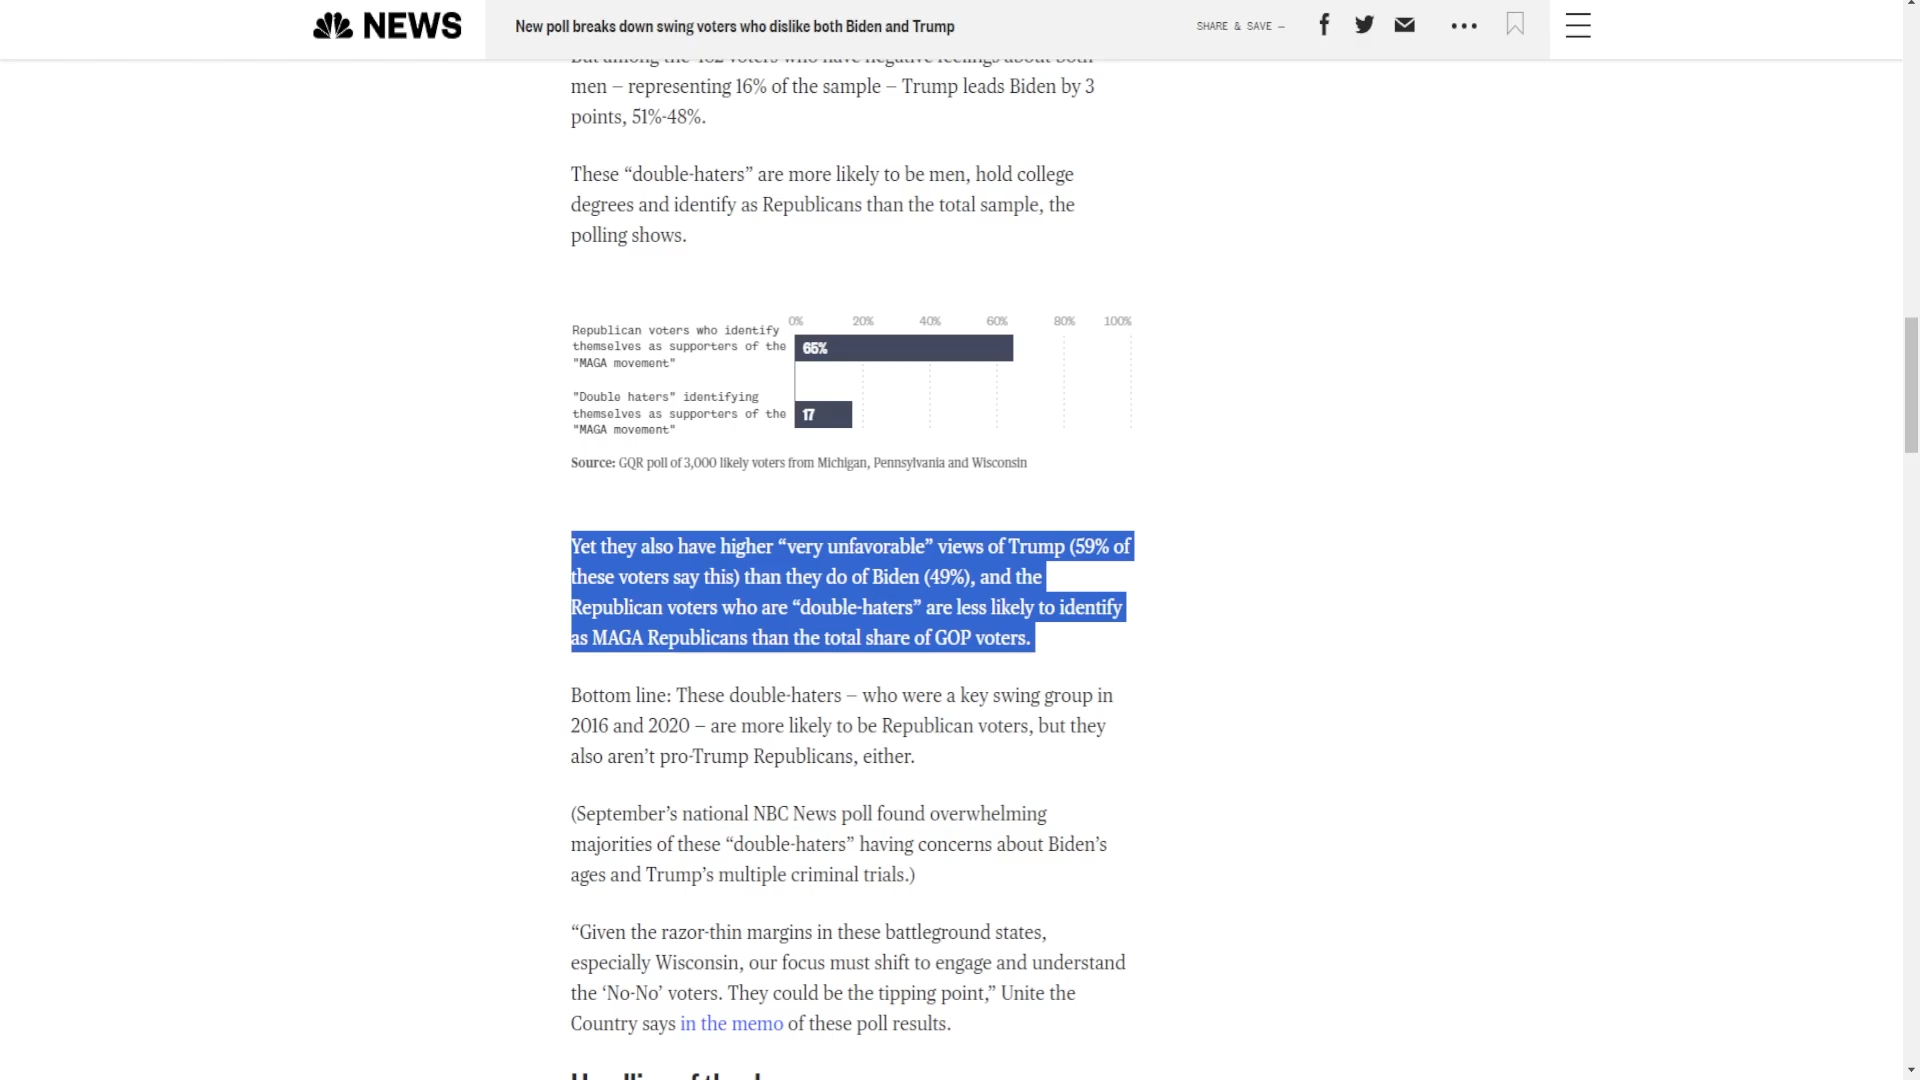 NEWS
New poll breaks down swing voters who dislike both Biden and Trump
SHARE & SAVE —
men – representing 16% of the sample – Trump leads Biden by 3
points, 51%-48%.
These “double-haters” are more likely to be men, hold college
degrees and identify as Republicans than the total sample, the
polling shows.
0% 20% 40% 60% 80% 100%
Republican voters who identify
themselves as supporters of the
"MAGA movement"
65%
"Double haters" identifying
themselves as supporters of the
"MAGA movement"
17
Source: GQR poll of 3,000 likely voters from Michigan, Pennsylvania and Wisconsin
Yet they also have higher “very unfavorable” views of Trump (59% of
these voters say this) than they do of Biden (49%), and the
Republican voters who are “double-haters” are less likely to identify
as MAGA Republicans than the total share of GOP voters.
Bottom line: These double-haters – who were a key swing group in
2016 and 2020 – are more likely to be Republican voters, but they
also aren’t pro-Trump Republicans, either.
(September’s national NBC News poll found overwhelming
majorities of these “double-haters” having concerns about Biden’s
ages and Trump’s multiple criminal trials.)
“Given the razor-thin margins in these battleground states,
especially Wisconsin, our focus must shift to engage and understand
the ‘No-No’ voters. They could be the tipping point,” Unite the
Country says in the memo of these poll results.